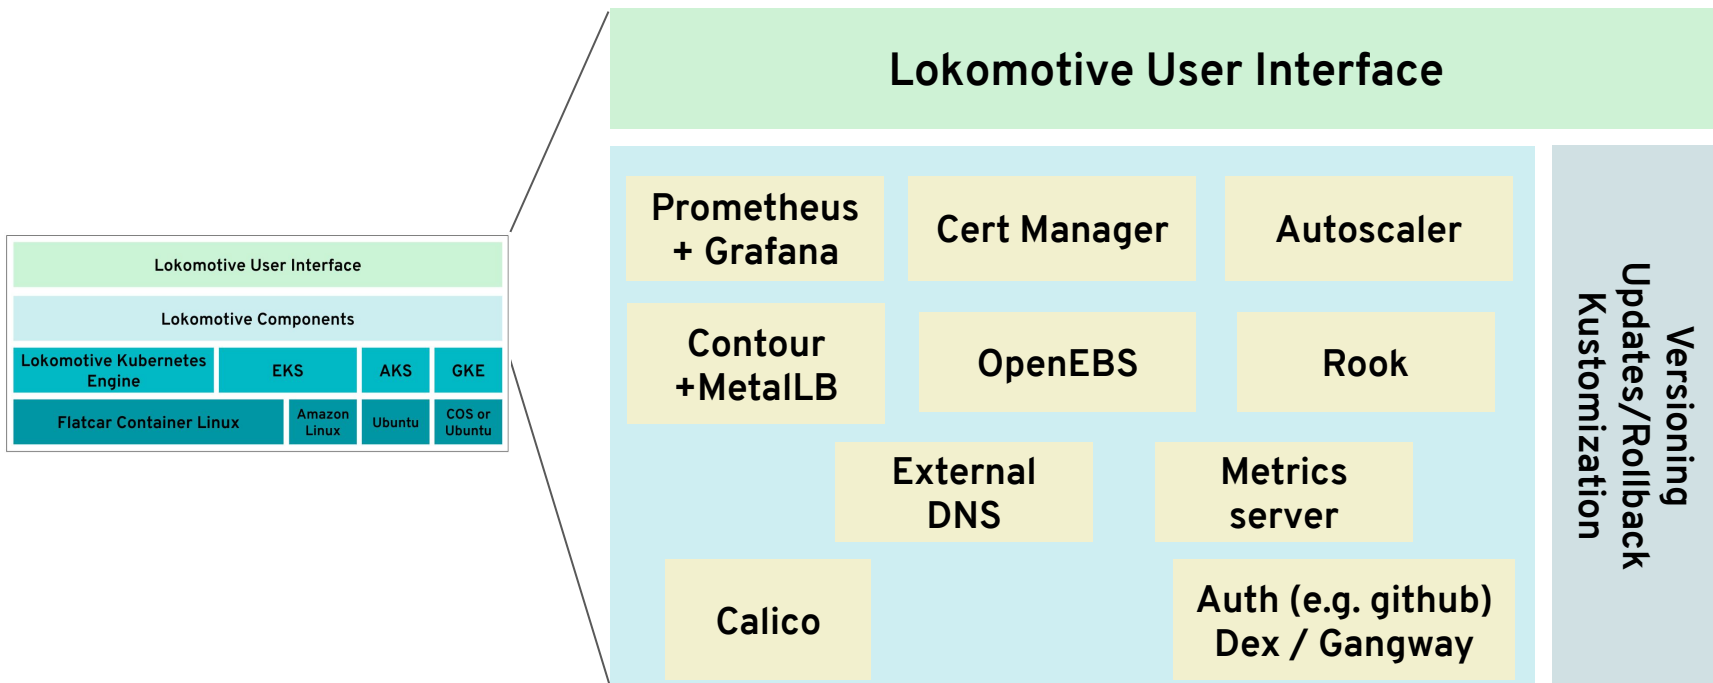 Lokomotive User Interface
Lokomotive Components
Lokomotive Kubernetes
Engine
EKS
AKS
GKE
Flatcar Container Linux
Amazon
Linux
Ubuntu
COS or
Ubuntu
Lokomotive User Interface
Prometheus
+ Grafana
Cert Manager
Autoscaler
Contour
+MetalLB
OpenEBS
Rook
External
DNS
Metrics
server
Calico
Auth (e.g. github)
Dex / Gangway
Versioning
Updates/Rollback
Kustomization